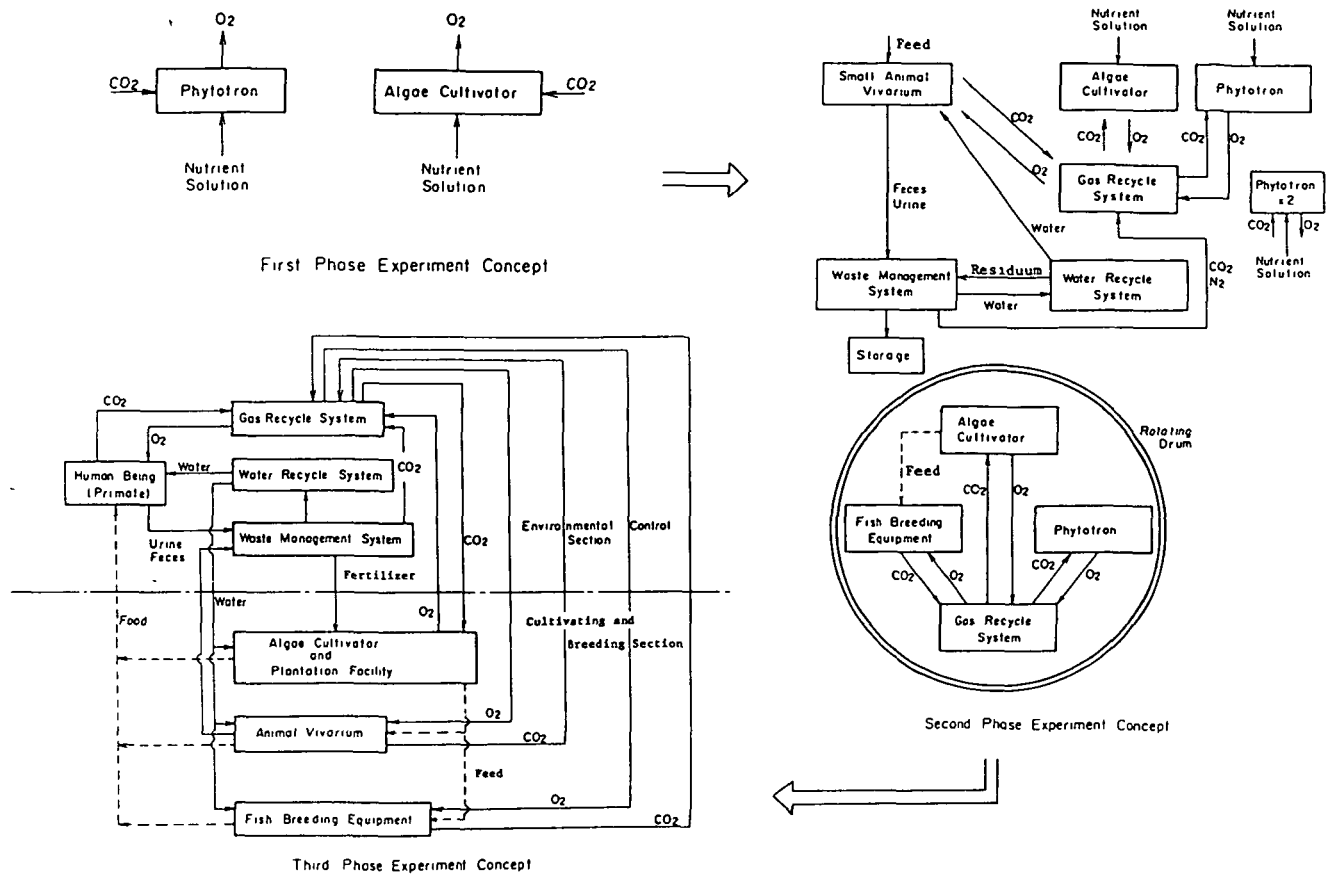 O2
O2
CO2
Phytotron
Algae Cultivator
CO2
Nutrient
Solution
Nutrient
Solution
First Phase Experiment Concept
Feed
Nutrient
Solution
Nutrient
Solution
Small Animal
Vivarium
Algae
Cultivator
Phytotron
CO2
O2
CO2
O2
CO2
O2
Gas Recycle
System
Phytotron
x2
CO2
O2
Nutrient
Solution
Feces
Urine
Water
Waste Management
System
Residuum
Water
Water Recycle
System
CO2
N2
Storage
Rotating
Drum
Algae
Cultivator
Feed
CO2
O2
Fish Breeding
Equipment
Phytotron
CO2
O2
CO2
O2
Gas Recycle
System
Second Phase Experiment Concept
CO2
Gas Recycle System
O2
Human Being
(Primate)
Water
Water Recycle System
CO2
Urine
Feces
Waste Management System
CO2
Environmental Control
Section
Fertilizer
Water
Food
O2
Cultivating and
Breeding Section
Algae Cultivator
and
Plantation Facility
O2
Animal Vivarium
CO2
Feed
O2
Fish Breeding Equipment
CO2
Third Phase Experiment Concept